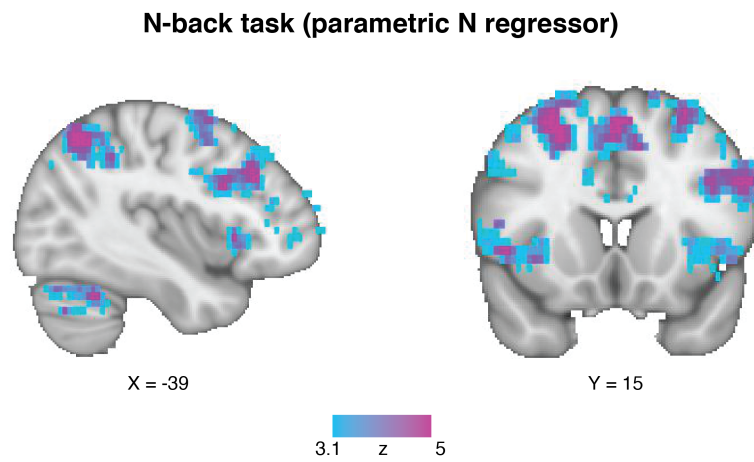 N-back task (parametric N regressor)
X = -39
Y = 15
3.1 z 5